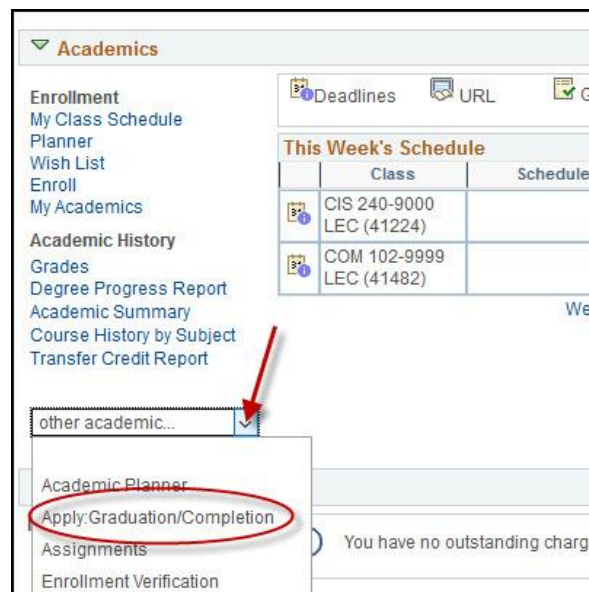 Academics
Enrollment
My Class Schedule
Planner
Wish List
Enroll
My Academics
Academic History
Grades
Degree Progress Report
Academic Summary
Course History by Subject
Transfer Credit Report
other academic...
Academic Planner
Apply:Graduation/Completion
Assignments
Enrollment Verification
Deadlines URL G
This Week's Schedule
Class Schedule
CIS 240-9000
LEC (41224)
COM 102-9999
LEC (41482)
We
You have no outstanding charg